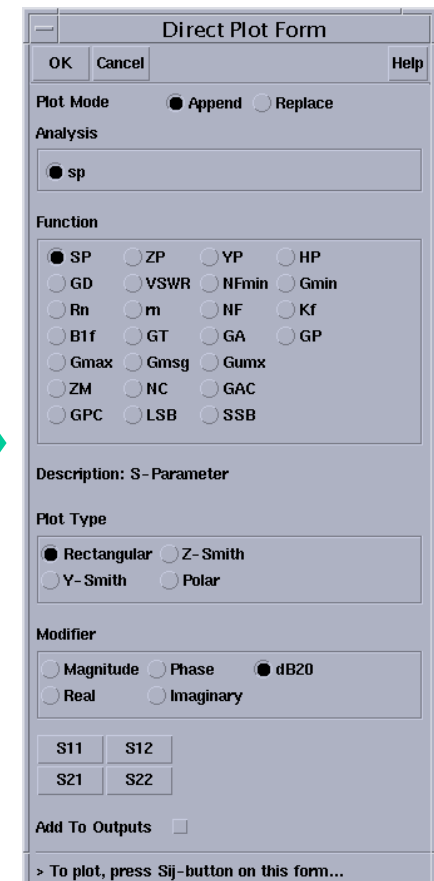 Direct Plot Form
OK Cancel Help
Plot Mode Append Replace
Analysis
sp
Function
SP ZP YP HP
GD VSWR NFmin Gmin
Rn rn NF Kf
B1f GT GA GP
Gmax Gmsg Gumx
ZM NC GAC
GPC LSB SSB
Description: S-Parameter
Plot Type
Rectangular Z-Smith
Y-Smith Polar
Modifier
Magnitude Phase dB20
Real Imaginary
S11 S12
S21 S22
Add To Outputs
> To plot, press Sij-button on this form...